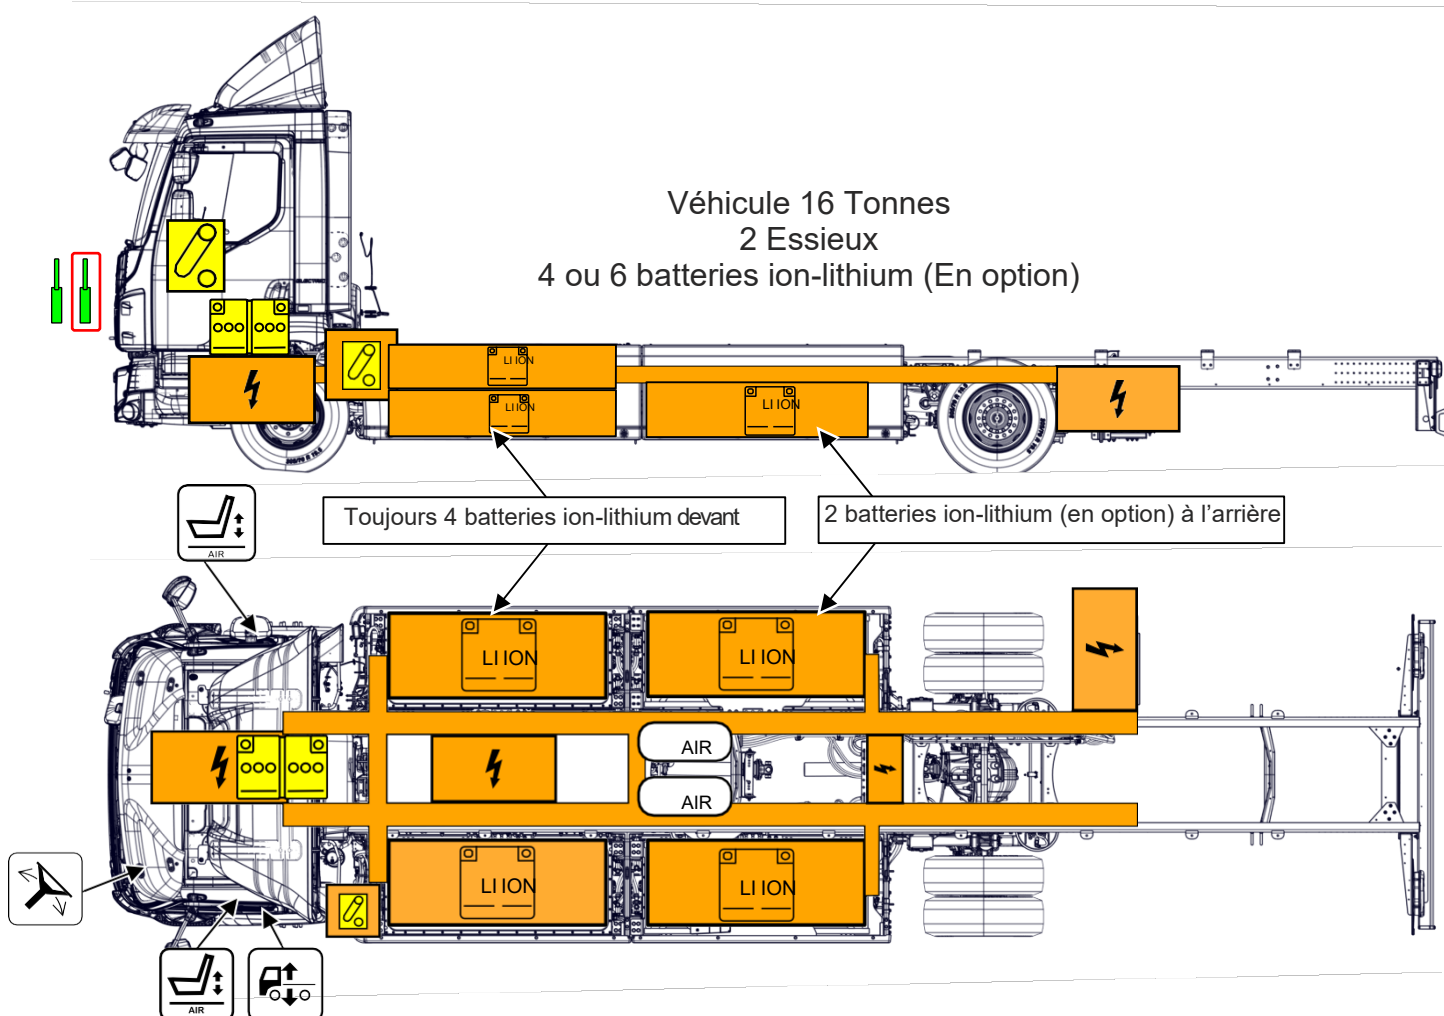 Véhicule 16 Tonnes
2 Essieux
4 ou 6 batteries ion-lithium (En option)
ELECTRIC
LI ION
LI ION
LI ION
Toujours 4 batteries ion-lithium devant
2 batteries ion-lithium (en option) à l’arrière
AIR
LI ION
LI ION
AIR
AIR
LI ION
LI ION
AIR